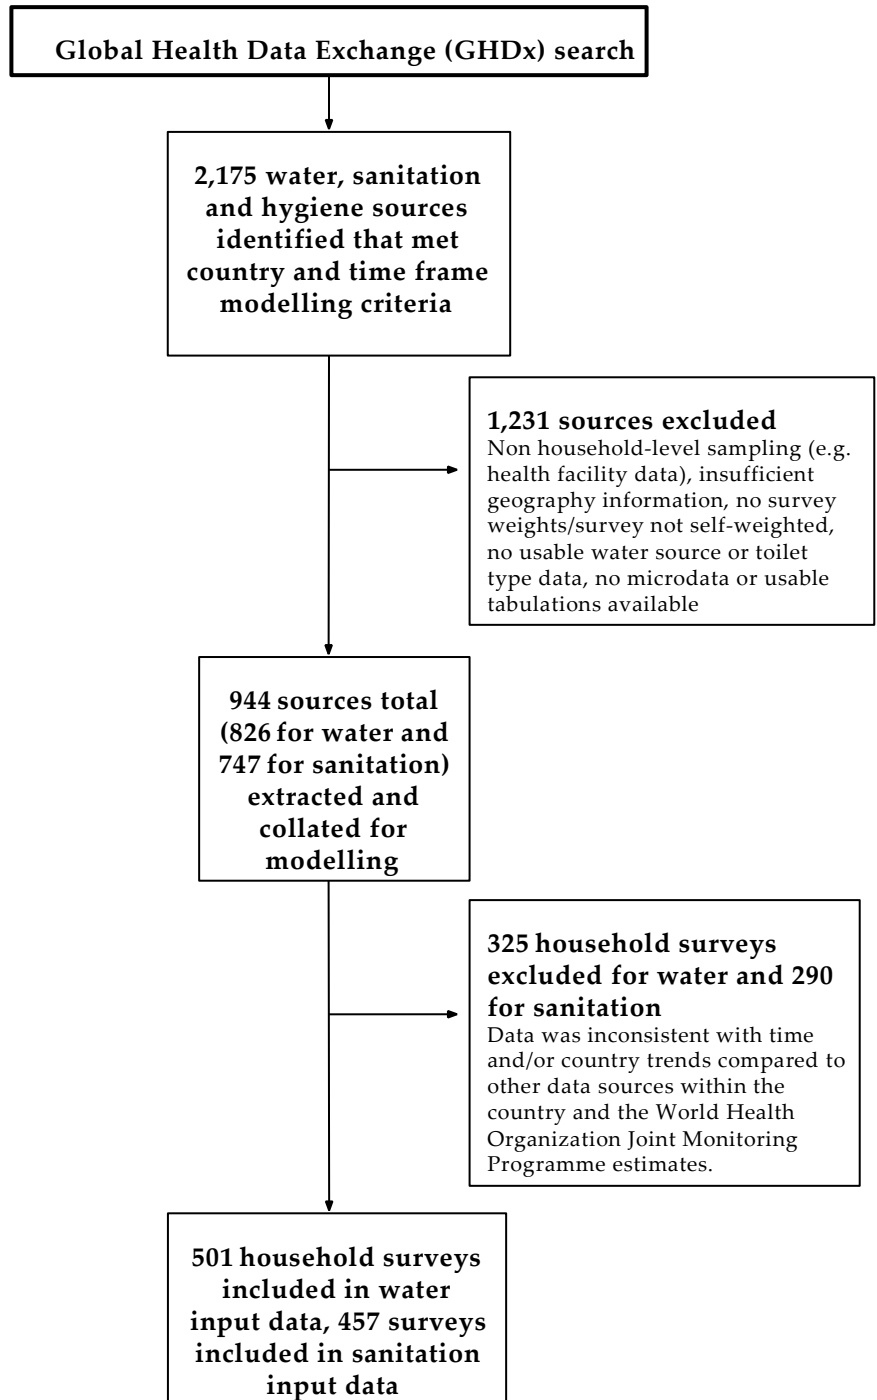 Global Health Data Exchange (GHDx) search
2,175 water, sanitation
and hygiene sources
identified that met
country and time frame
modelling criteria
1,231 sources excluded
Non household-level sampling (e.g.
health facility data), insufficient
geography information, no survey
weights/survey not self-weighted,
no usable water source or toilet
type data, no microdata or usable
tabulations available
944 sources total
(826 for water and
747 for sanitation)
extracted and
collated for
modelling
325 household surveys
excluded for water and 290
for sanitation
Data was inconsistent with time
and/or country trends compared to
other data sources within the
country and the World Health
Organization Joint Monitoring
Programme estimates.
501 household surveys
included in water
input data, 457 surveys
included in sanitation
input data